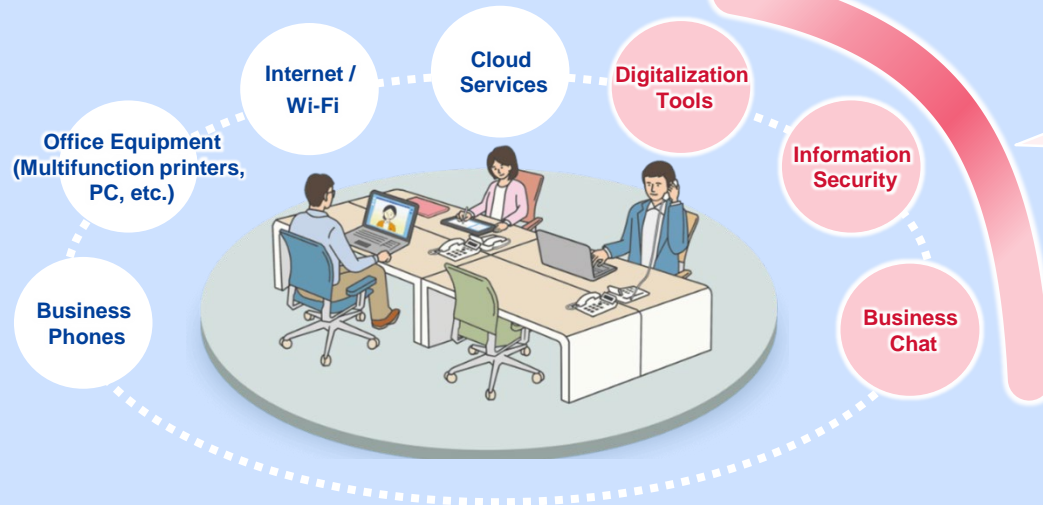 Business
Phones
Office Equipment
(Multifunction printers,
PC, etc.)
Internet /
Wi-Fi
Cloud
Services
Digitalization
Tools
Information
Security
Business
Chat